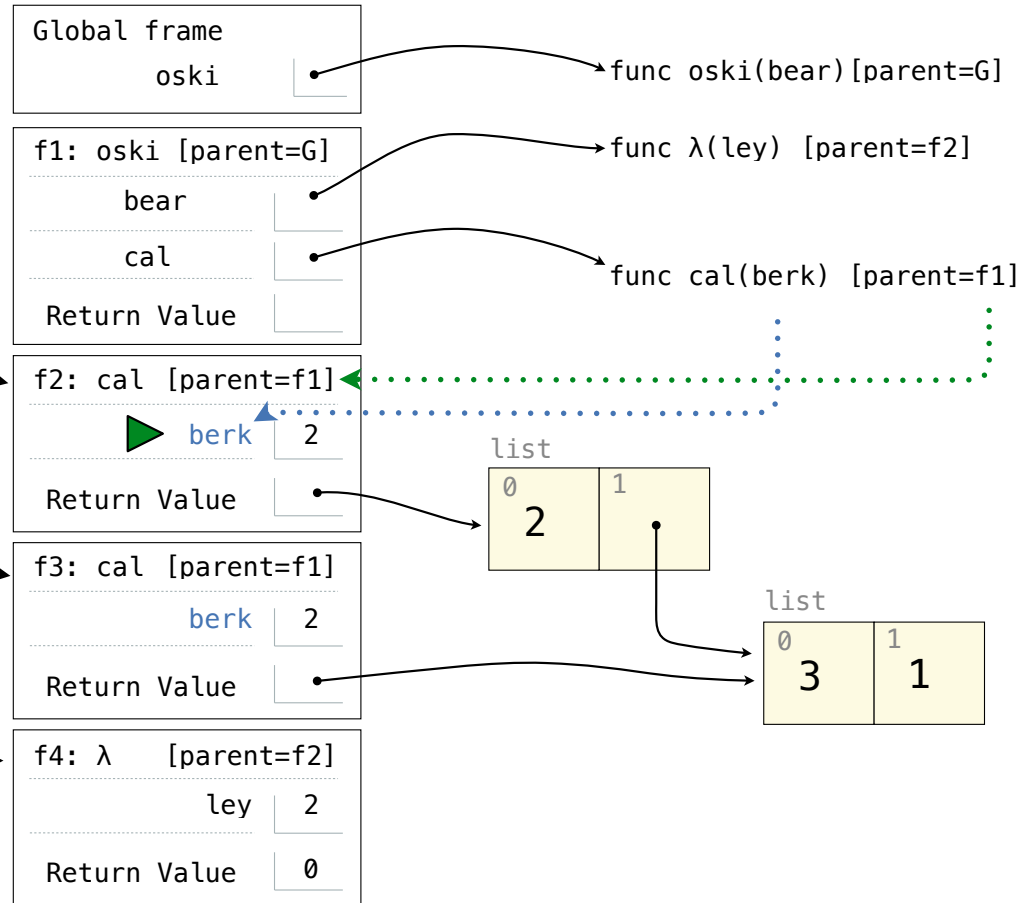 Global frame
oski
func oski(bear)[parent=G]
f1: oski [parent=G]
func λ(ley) [parent=f2]
bear
cal
func cal(berk) [parent=f1]
Return Value
f2: cal [parent=f1]
berk 2
list
0 1
2
Return Value
f3: cal [parent=f1]
berk 2
list
0 1
3 1
Return Value
f4: λ [parent=f2]
ley 2
Return Value 0